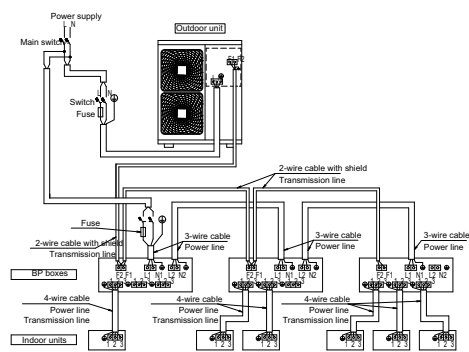 Power supply
L N
Outdoor unit
Main switch
F1 F2
L N
L N
Switch
Fuse
2-wire cable with shield
Transmission line
Fuse
2-wire cable with shield
Transmission line
3-wire cable
Power line
3-wire cable
Power line
3-wire cable
Power line
F2 F1 L1 N1 L2 N2
F2 F1 L1 N1 L2 N2
F2 F1 L1 N1 L2 N2
BP boxes
4-wire cable
Power line
Transmission line
4-wire cable
Power line
Transmission line
4-wire cable
Power line
Transmission line
Indoor units
1 2 3
1 2 3
1 2 3
1 2 3
1 2 3
1 2 3